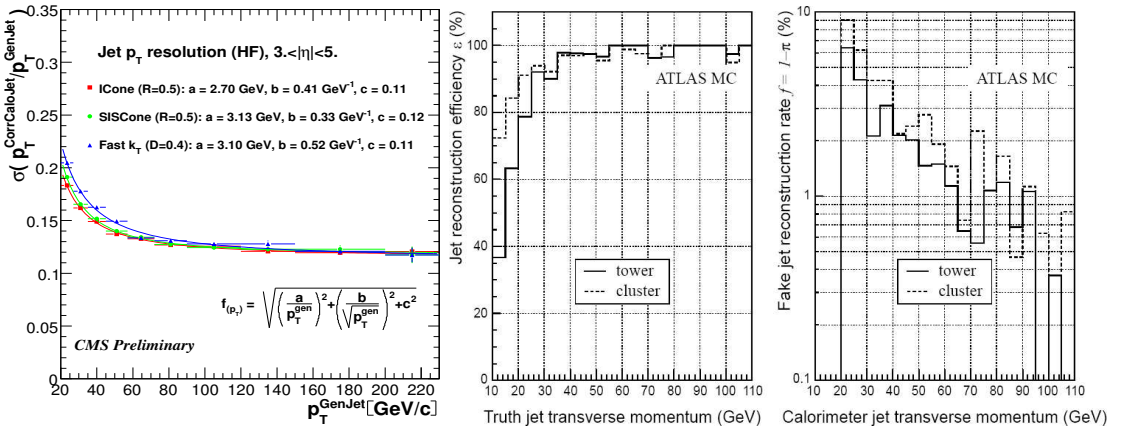 σ( p_T^CorrCaloJet/p_T^GenJet)
0.35
0.3
0.25
0.2
0.15
0.1
0.05
0
Jet p_T resolution (HF), 3.<|η|<5.
ICone (R=0.5): a = 2.70 GeV, b = 0.41 GeV^-1, c = 0.11
SISCone (R=0.5): a = 3.13 GeV, b = 0.33 GeV^-1, c = 0.12
Fast k_T (D=0.4): a = 3.10 GeV, b = 0.52 GeV^-1, c = 0.11
f_(p_T) = √((a/p_T^gen)^2+(b/√p_T^gen)^2+c^2)
CMS Preliminary
20 40 60 80 100 120 140 160 180 200 220
p_T^GenJet [GeV/c]
Jet reconstruction efficiency ε (%)
100
80
60
40
20
0
ATLAS MC
tower
cluster
10 20 30 40 50 60 70 80 90 100 110
Truth jet transverse momentum (GeV)
Fake jet reconstrution rate f = 1-π (%)
10
1
0.1
ATLAS MC
tower
cluster
10 20 30 40 50 60 70 80 90 100 110
Calorimeter jet transverse momentum (GeV)